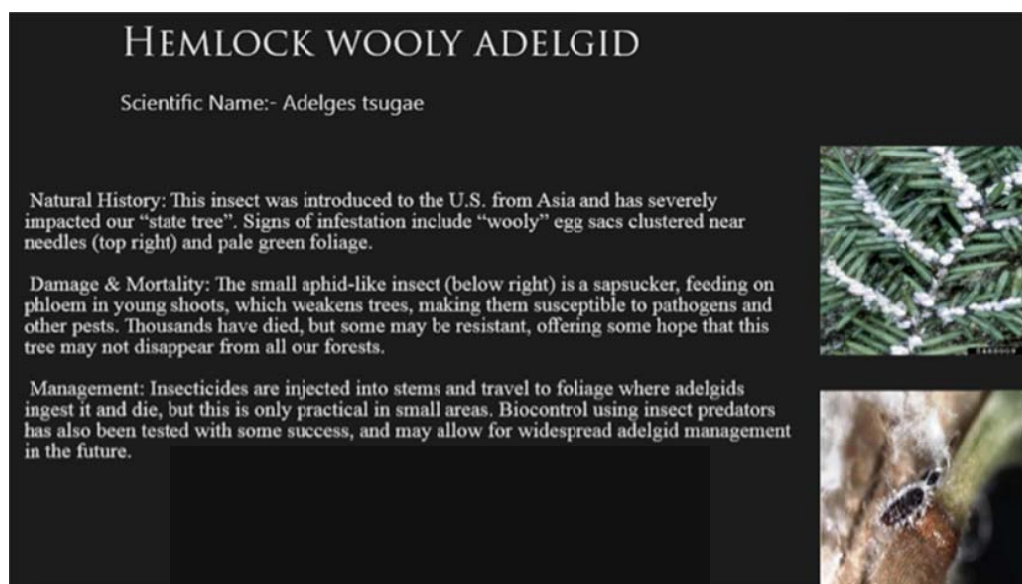 HEMLOCK WOOLY ADELGID
Scientific Name:- Adelges tsugae
Natural History: This insect was introduced to the U.S. from Asia and has severely
impacted our “state tree”. Signs of infestation include “wooly” egg sacs clustered near
needles (top right) and pale green foliage.
Damage & Mortality: The small aphid-like insect (below right) is a sapsucker, feeding on
phloem in young shoots, which weakens trees, making them susceptible to pathogens and
other pests. Thousands have died, but some may be resistant, offering some hope that this
tree may not disappear from all our forests.
Management: Insecticides are injected into stems and travel to foliage where adelgids
ingest it and die, but this is only practical in small areas. Biocontrol using insect predators
has also been tested with some success, and may allow for widespread adelgid management
in the future.